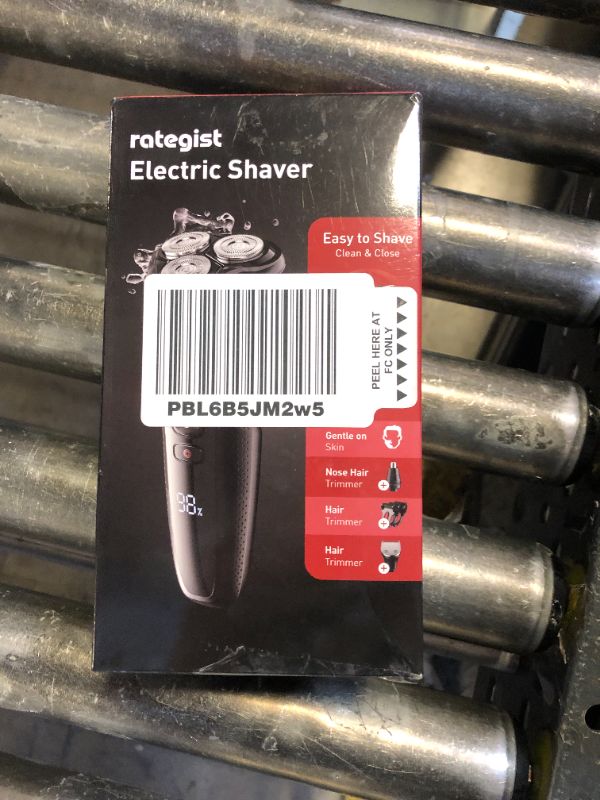 rategist
Electric Shaver
Easy to Shave
Clean & Close
PEEL HERE AT
FC ONLY
PBL6B5JM2w5
Gentle on
Skin
98%
Nose Hair
Trimmer
Hair
Trimmer
Hair
Trimmer